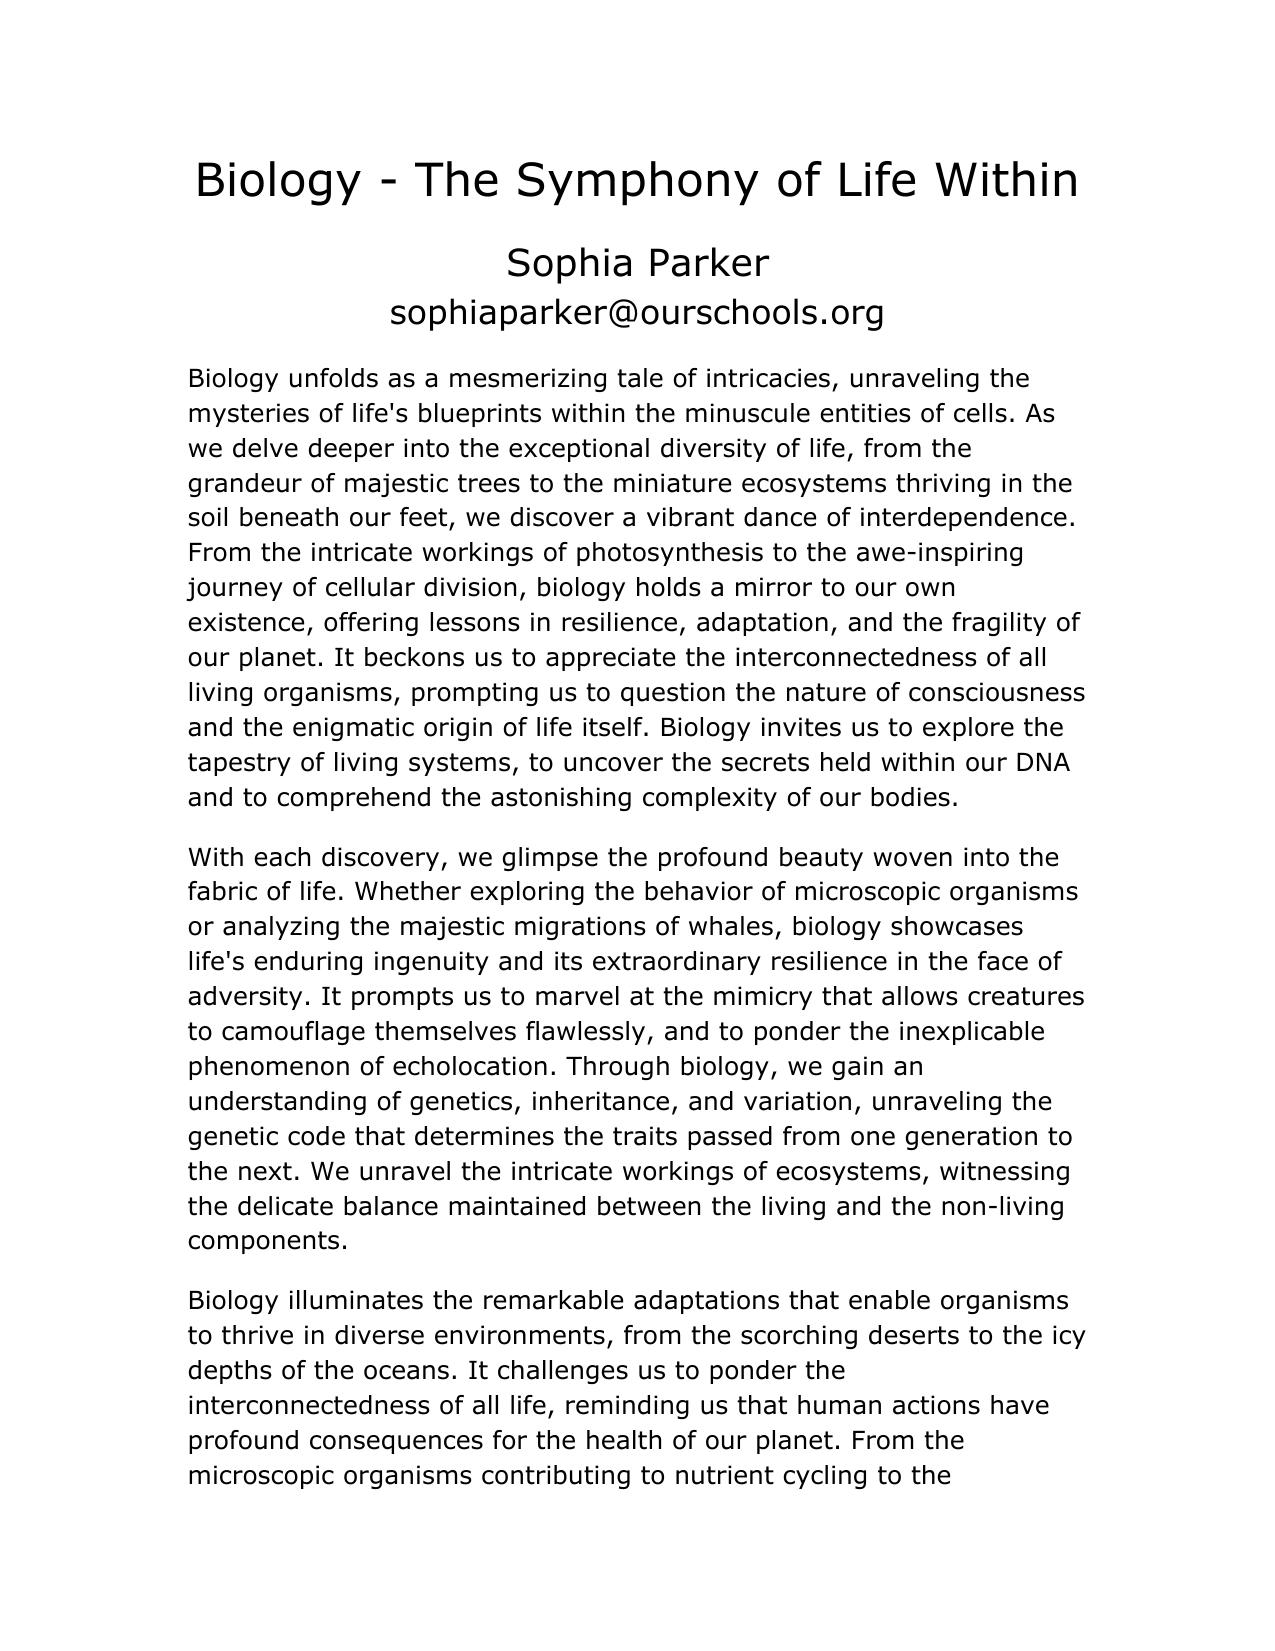 Biology - The Symphony of Life Within
Sophia Parker
sophiaparker@ourschools.org
Biology unfolds as a mesmerizing tale of intricacies, unraveling the
mysteries of life's blueprints within the minuscule entities of cells. As
we delve deeper into the exceptional diversity of life, from the
grandeur of majestic trees to the miniature ecosystems thriving in the
soil beneath our feet, we discover a vibrant dance of interdependence.
From the intricate workings of photosynthesis to the awe-inspiring
journey of cellular division, biology holds a mirror to our own
existence, offering lessons in resilience, adaptation, and the fragility of
our planet. It beckons us to appreciate the interconnectedness of all
living organisms, prompting us to question the nature of consciousness
and the enigmatic origin of life itself. Biology invites us to explore the
tapestry of living systems, to uncover the secrets held within our DNA
and to comprehend the astonishing complexity of our bodies.
With each discovery, we glimpse the profound beauty woven into the
fabric of life. Whether exploring the behavior of microscopic organisms
or analyzing the majestic migrations of whales, biology showcases
life's enduring ingenuity and its extraordinary resilience in the face of
adversity. It prompts us to marvel at the mimicry that allows creatures
to camouflage themselves flawlessly, and to ponder the inexplicable
phenomenon of echolocation. Through biology, we gain an
understanding of genetics, inheritance, and variation, unraveling the
genetic code that determines the traits passed from one generation to
the next. We unravel the intricate workings of ecosystems, witnessing
the delicate balance maintained between the living and the non-living
components.
Biology illuminates the remarkable adaptations that enable organisms
to thrive in diverse environments, from the scorching deserts to the icy
depths of the oceans. It challenges us to ponder the
interconnectedness of all life, reminding us that human actions have
profound consequences for the health of our planet. From the
microscopic organisms contributing to nutrient cycling to the